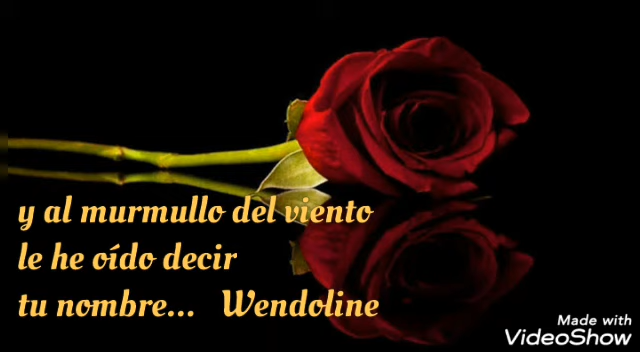 y al murmullo del viento
le he oído decir
tu nombre... Wendoline
Made with
VideoShow